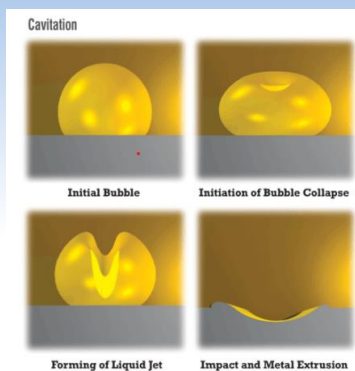 Cavitation
Initial Bubble
Initiation of Bubble Collapse
Forming of Liquid Jet
Impact and Metal Extrusion